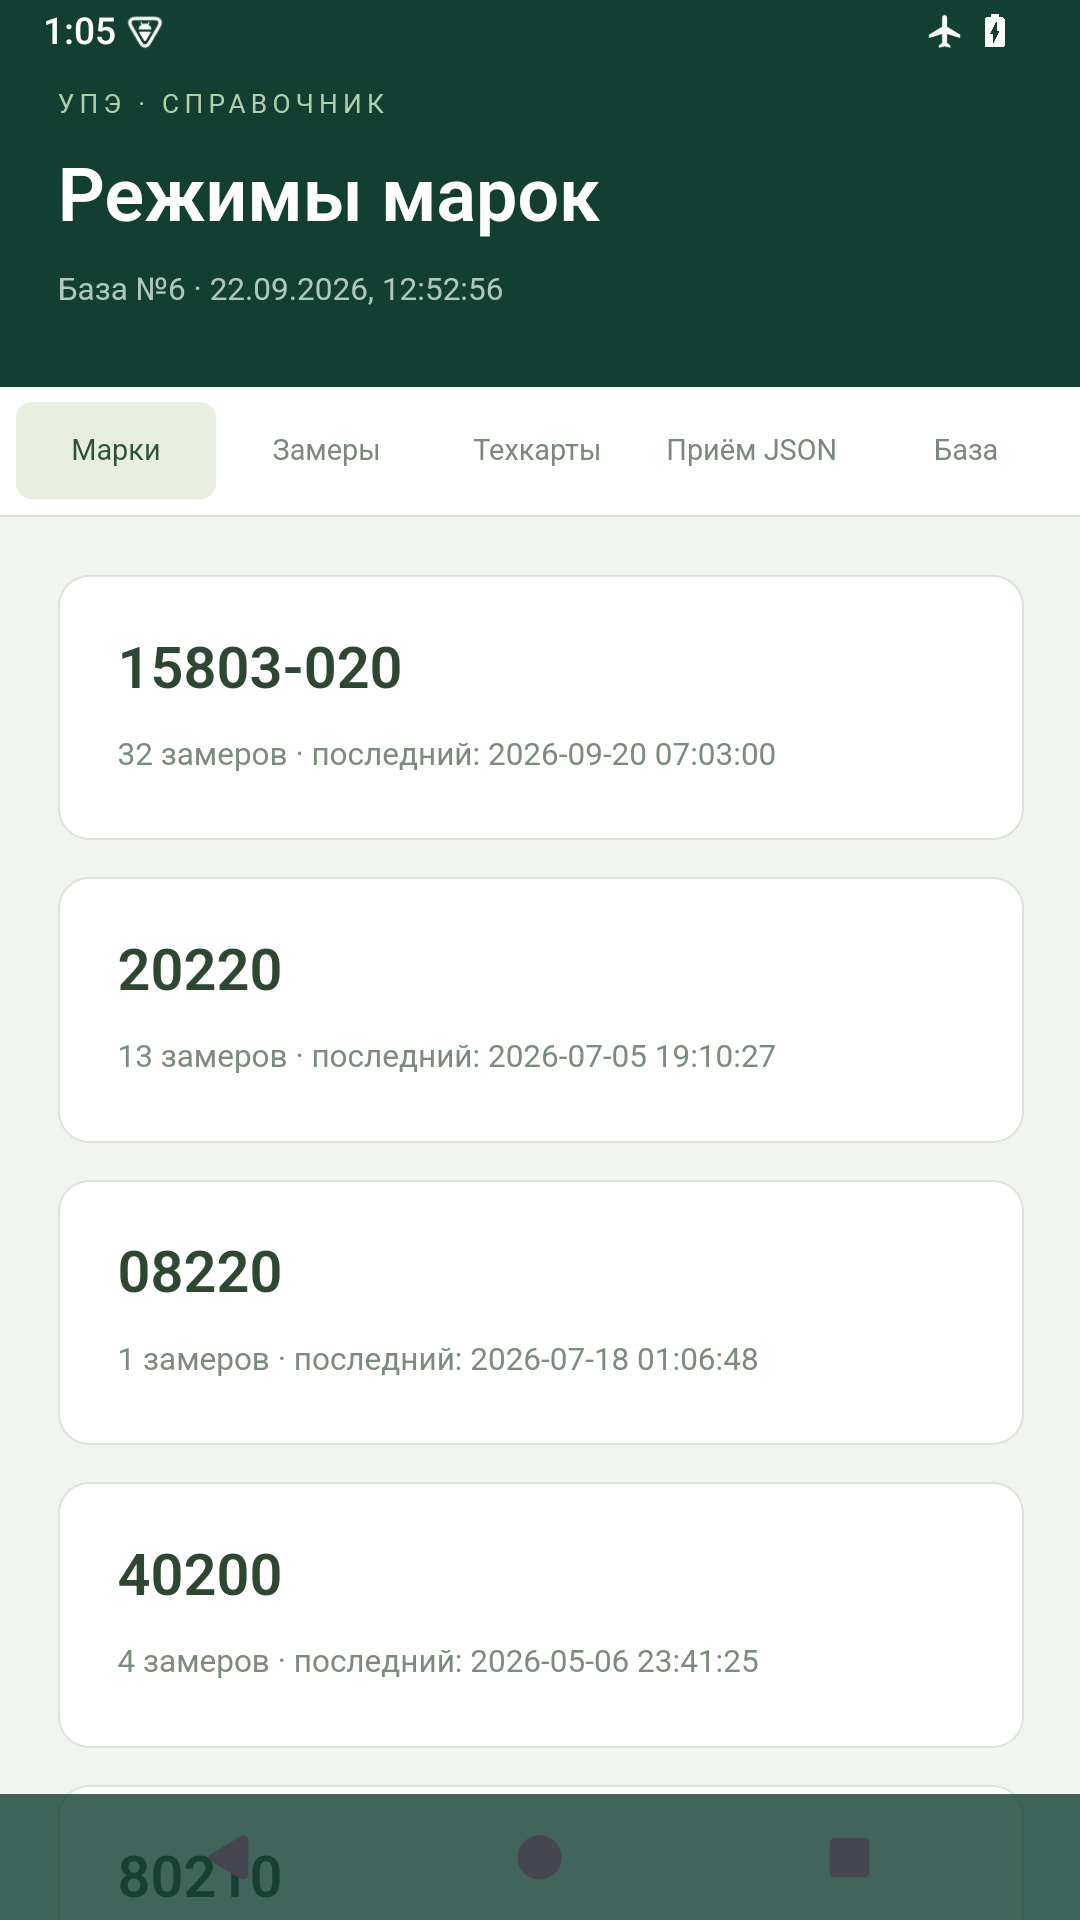 1:05
УПЭ · СПРАВОЧНИК
Режимы марок
База №6 · 22.09.2026, 12:52:56
Марки Замеры Техкарты Приём JSON База
15803-020
32 замеров · последний: 2026-09-20 07:03:00
20220
13 замеров · последний: 2026-07-05 19:10:27
08220
1 замеров · последний: 2026-07-18 01:06:48
40200
4 замеров · последний: 2026-05-06 23:41:25
80210